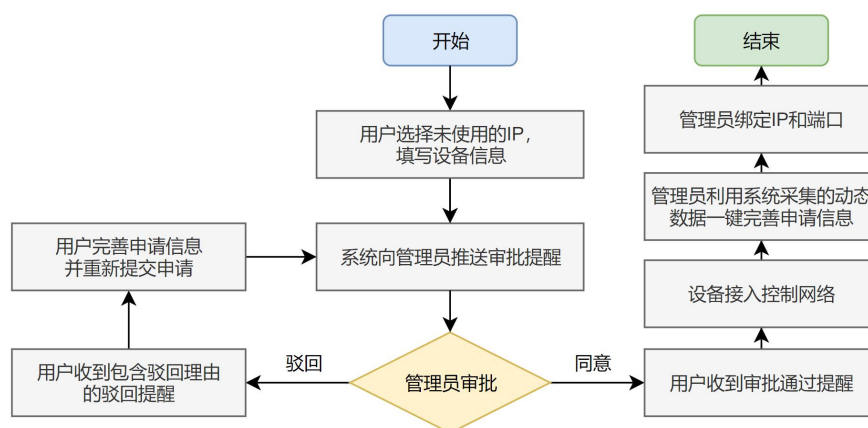 开始
结束
用户选择未使用的IP，
填写设备信息
管理员绑定IP和端口
管理员利用系统采集的动态
数据一键完善申请信息
用户完善申请信息
并重新提交申请
系统向管理员推送审批提醒
设备接入控制网络
用户收到包含驳回理由
的驳回提醒
驳回
管理员审批
同意
用户收到审批通过提醒